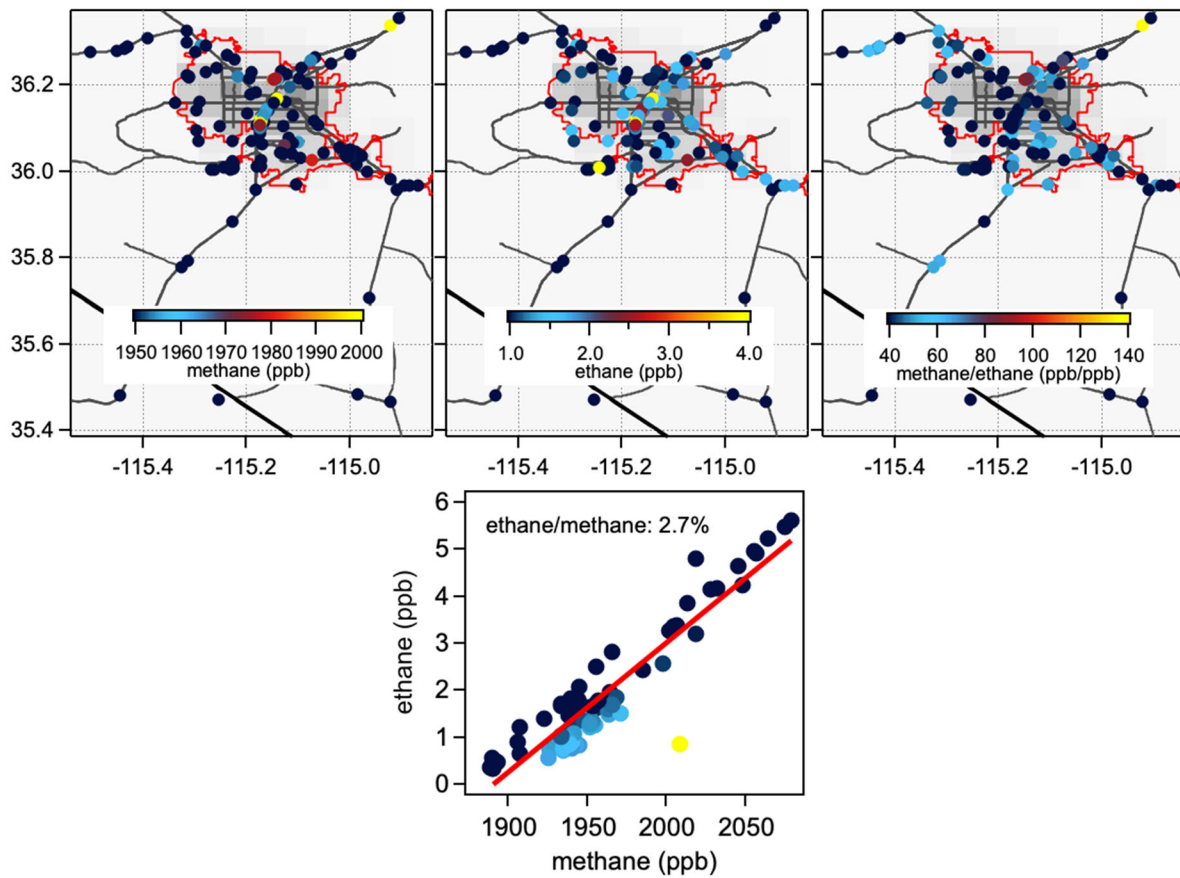 36.2
36.0
35.8
35.6
35.4
1950 1960 1970 1980 1990 2000
methane (ppb)
1.0 2.0 3.0 4.0
ethane (ppb)
40 60 80 100 120 140
methane/ethane (ppb/ppb)
-115.4 -115.2 -115.0
-115.4 -115.2 -115.0
-115.4 -115.2 -115.0
ethane/methane: 2.7%
6
5
4
3
2
1
0
ethane (ppb)
1900 1950 2000 2050
methane (ppb)